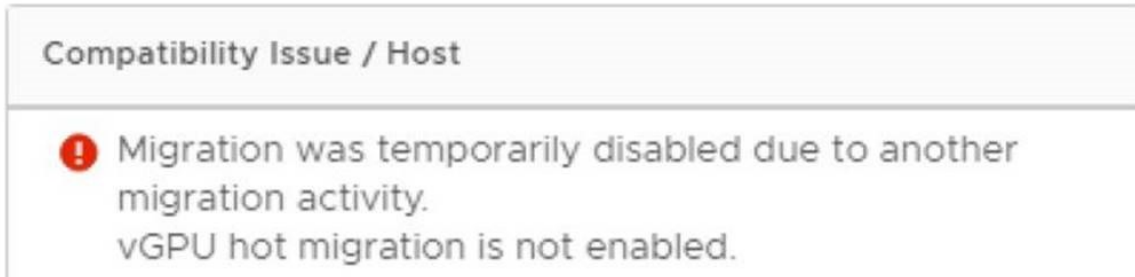 Compatibility Issue / Host
Migration was temporarily disabled due to another
migration activity.
vGPU hot migration is not enabled.